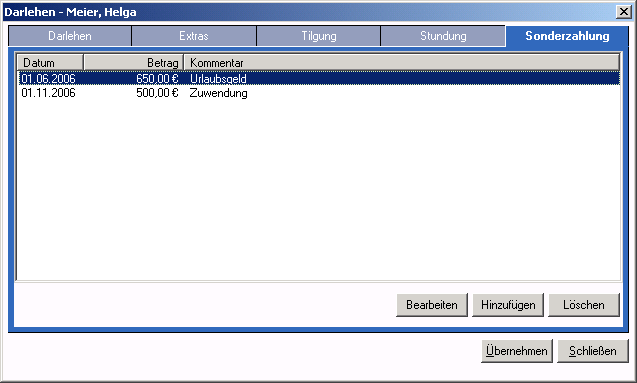 Darlehen - Meier, Helga
Darlehen Extras Tilgung Stundung Sonderzahlung
Datum Betrag Kommentar
01.06.2006 650,00 € Urlaubsgeld
01.11.2006 500,00 € Zuwendung
Bearbeiten Hinzufügen Löschen
Übernehmen Schließen